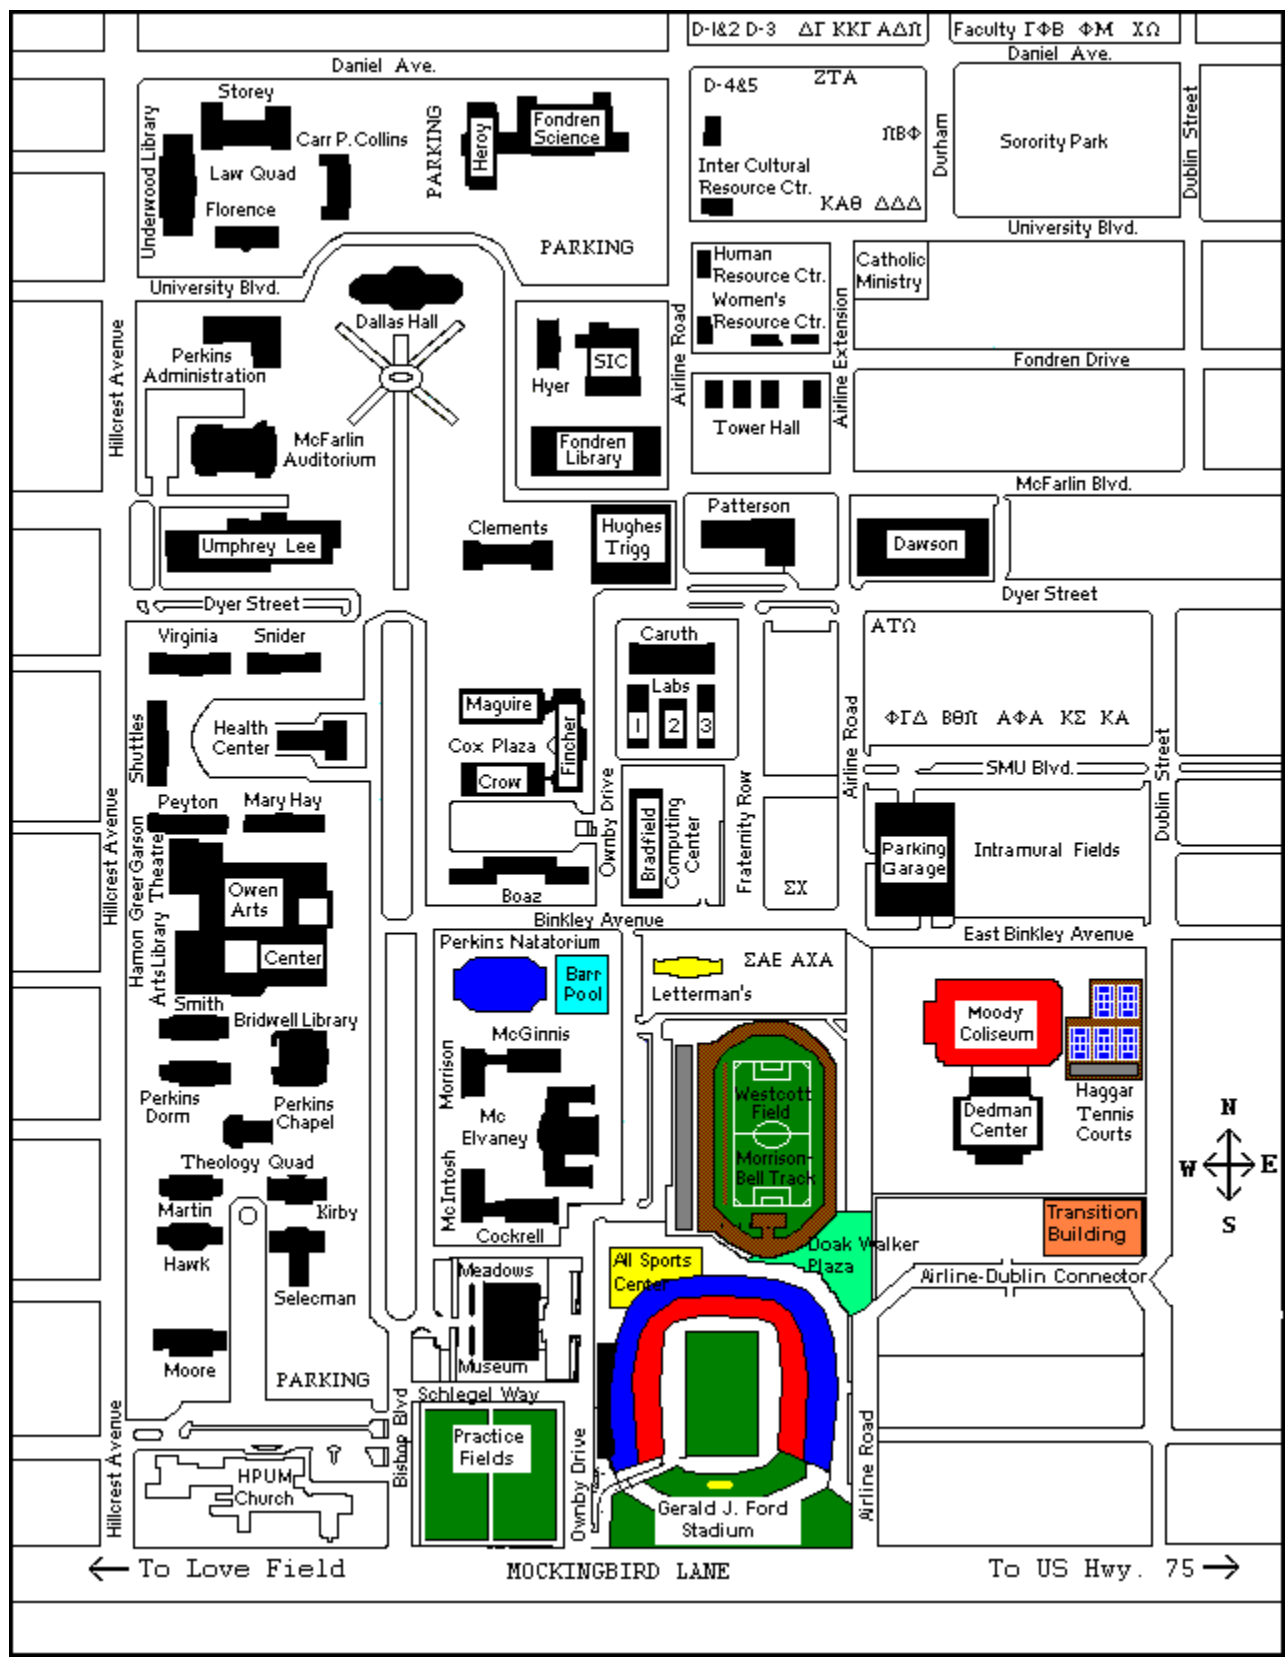 D-1&2 D-3 ΔΓ ΚΚΓ ΑΔΠ
Faculty ΓΦΒ ΦΜ ΧΩ
Daniel Ave.
Daniel Ave.
Storey
Underwood Library
Carr P. Collins
Law Quad
Florence
PARKING
Heroy
Fondren
Science
PARKING
D-4&5
ΖΤΑ
ΠΒΦ
Inter Cultural
Resource Ctr.
ΚΑΘ ΔΔΔ
Durham
Sorority Park
Dublin Street
University Blvd.
University Blvd.
Dallas Hall
Hillcrest Avenue
Perkins
Administration
Hyer
SIC
Airline Road
Human
Resource Ctr.
Women's
Resource Ctr.
Airline Extension
Catholic
Ministry
Fondren Drive
McFarlin
Auditorium
Fondren
Library
Tower Hall
McFarlin Blvd.
Umphrey Lee
Clements
Hughes
Trigg
Patterson
Dawson
Dyer Street
Dyer Street
Virginia
Snider
Caruth
Labs
1
2
3
ΑΤΩ
ΦΓΔ ΒΘΠ ΑΦΑ ΚΣ ΚΑ
Shuttles
Health
Center
Maguire
Cox Plaza
Fincher
Crow
Airline Road
SMU Blvd.
Dublin Street
Peyton
Mary Hay
Hillcrest Avenue
Hamon Greer Garson
Arts Library Theatre
Owen
Arts
Center
Boaz
Ownby Drive
Bradfield
Computing
Center
Fraternity Row
ΣΧ
Parking
Garage
Intramural Fields
Binkley Avenue
East Binkley Avenue
Perkins Natatorium
Barr
Pool
ΣΑΕ ΑΧΑ
Letterman's
Moody
Coliseum
Smith
Bridwell Library
McGinnis
Morrison
Perkins
Dorm
Perkins
Chapel
Mc
Elvaney
Westcott
Field
Morrison-
Bell Track
Dedman
Center
Haggar
Tennis
Courts
N
W
E
S
Theology Quad
Martin
Kirby
McIntosh
Cockrell
Hawk
Selecman
Transition
Building
Doak Walker
Plaza
All Sports
Center
Airline-Dublin Connector
Meadows
Museum
Moore
PARKING
Schlegel Way
Hillcrest Avenue
Bishop Blvd
Practice
Fields
Ownby Drive
Airline Road
HPUM
Church
Gerald J. Ford
Stadium
To Love Field
MOCKINGBIRD LANE
To US Hwy. 75